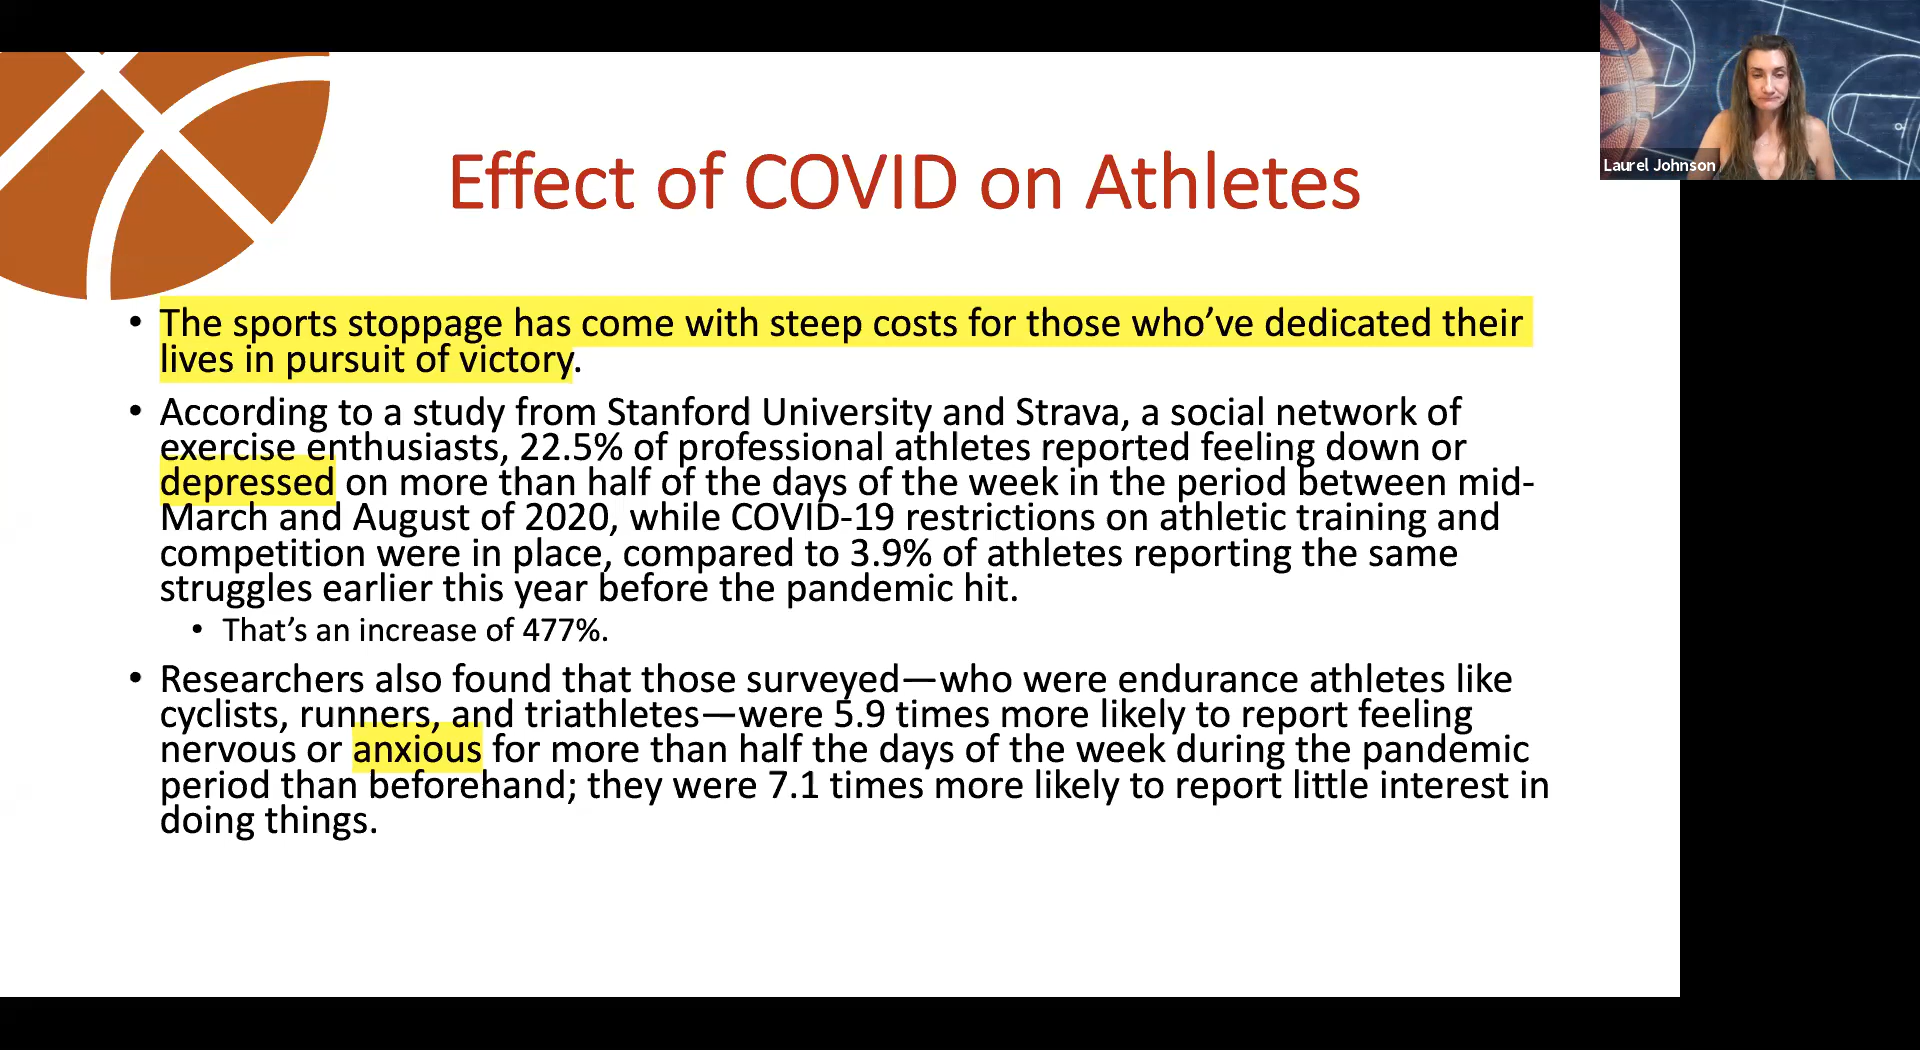 Laurel Johnson
Effect of COVID on Athletes
• The sports stoppage has come with steep costs for those who’ve dedicated their
lives in pursuit of victory.
• According to a study from Stanford University and Strava, a social network of
exercise enthusiasts, 22.5% of professional athletes reported feeling down or
depressed on more than half of the days of the week in the period between mid-
March and August of 2020, while COVID-19 restrictions on athletic training and
competition were in place, compared to 3.9% of athletes reporting the same
struggles earlier this year before the pandemic hit.
• That’s an increase of 477%.
• Researchers also found that those surveyed—who were endurance athletes like
cyclists, runners, and triathletes—were 5.9 times more likely to report feeling
nervous or anxious for more than half the days of the week during the pandemic
period than beforehand; they were 7.1 times more likely to report little interest in
doing things.